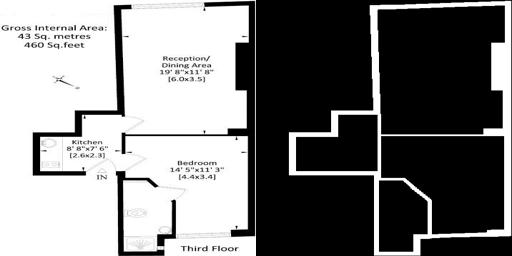 Gross Internal Area:
43 Sq. metres
460 Sq.feet
Reception/
Dining Area
19' 8"x11' 8"
[6.0x3.5]
Kitchen
8' 8"x7' 6"
[2.6x2.3]
IN
Bedroom
14' 5"x11' 3"
[4.4x3.4]
Third Floor